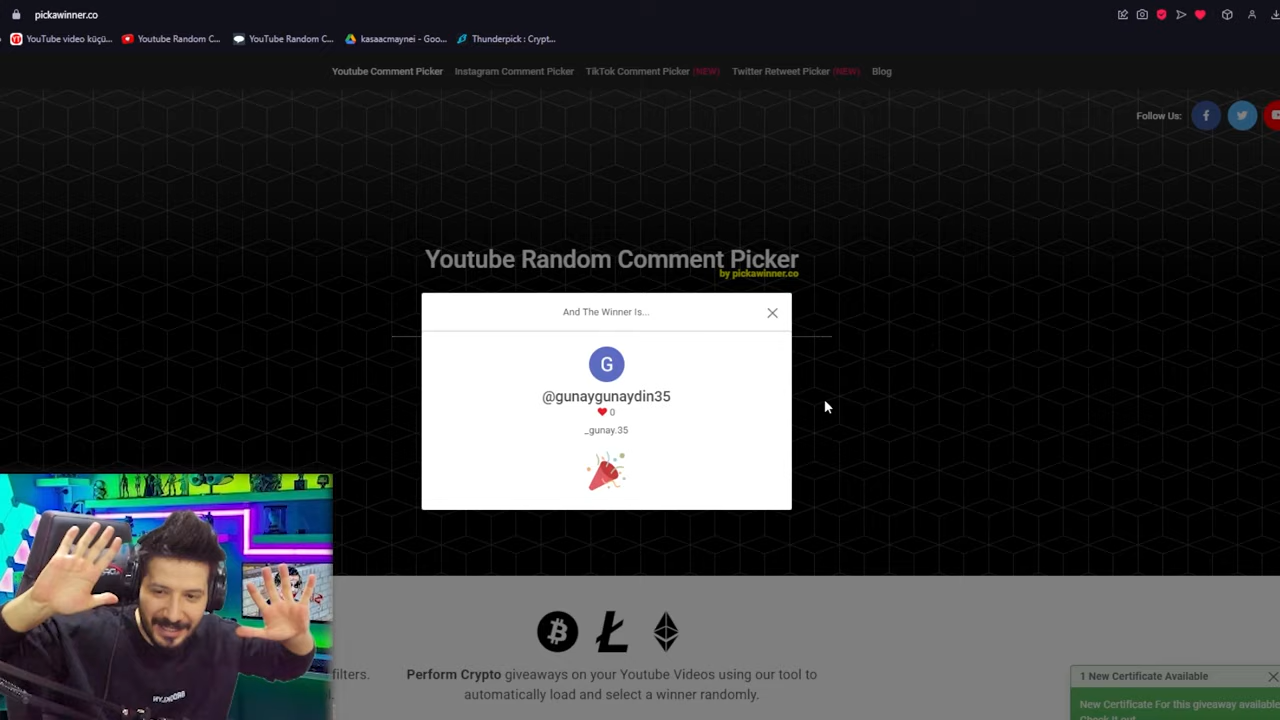 pickawinner.co
YouTube video küçü...
Youtube Random C...
YouTube Random C...
kasaacmaynei - Goo...
Thunderpick : Crypt...
Youtube Comment Picker
Instagram Comment Picker
TikTok Comment Picker (NEW)
Twitter Retweet Picker (NEW)
Blog
Follow Us:
Youtube Random Comment Picker
by pickawinner.co
And The Winner Is...
G
@gunaygunaydin35
0
_gunay.35
filters.
Perform Crypto giveaways on your Youtube Videos using our tool to
automatically load and select a winner randomly.
1 New Certificate Available
New Certificate For this giveaway available
Check it out